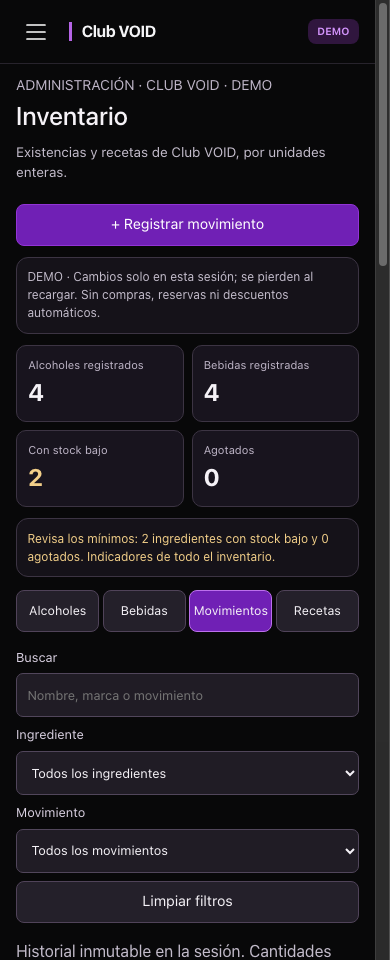 Club VOID
DEMO
ADMINISTRACIÓN · CLUB VOID · DEMO
Inventario
Existencias y recetas de Club VOID, por unidades
enteras.
+ Registrar movimiento
DEMO · Cambios solo en esta sesión; se pierden al
recargar. Sin compras, reservas ni descuentos
automáticos.
Alcoholes registrados
4
Bebidas registradas
4
Con stock bajo
2
Agotados
0
Revisa los mínimos: 2 ingredientes con stock bajo y 0
agotados. Indicadores de todo el inventario.
Alcoholes
Bebidas
Movimientos
Recetas
Buscar
Nombre, marca o movimiento
Ingrediente
Todos los ingredientes
Movimiento
Todos los movimientos
Limpiar filtros
Historial inmutable en la sesión. Cantidades